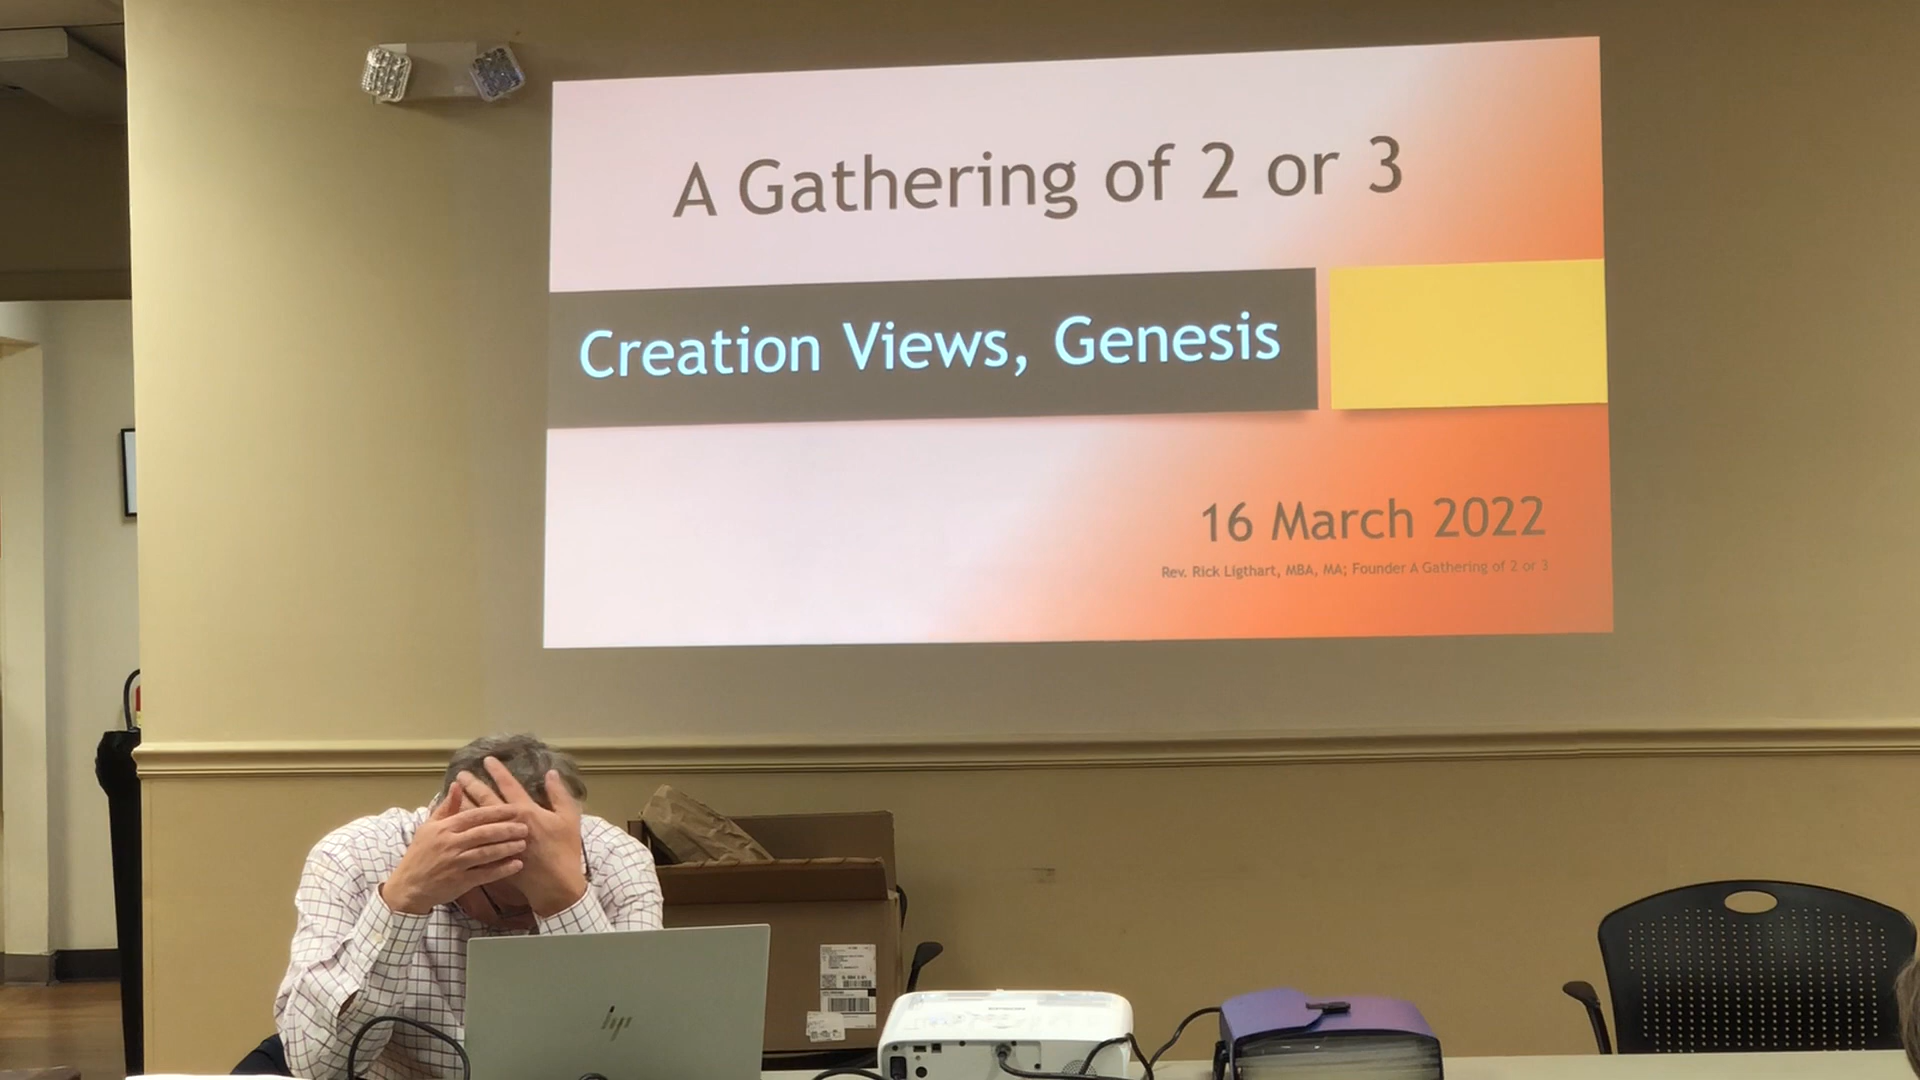 A Gathering of 2 or 3
Creation Views, Genesis
16 March 2022
Rev. Rick Ligthart, MBA, MA; Founder A Gathering of 2 or 3
hp